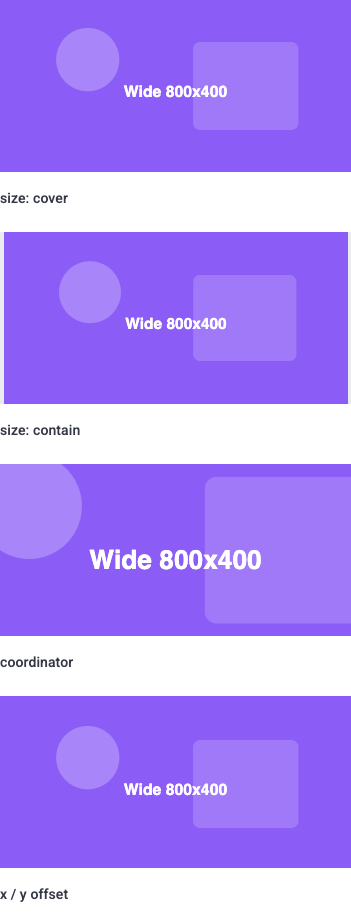 Wide 800x400
size: cover
Wide 800x400
size: contain
Wide 800x400
coordinator
Wide 800x400
x / y offset